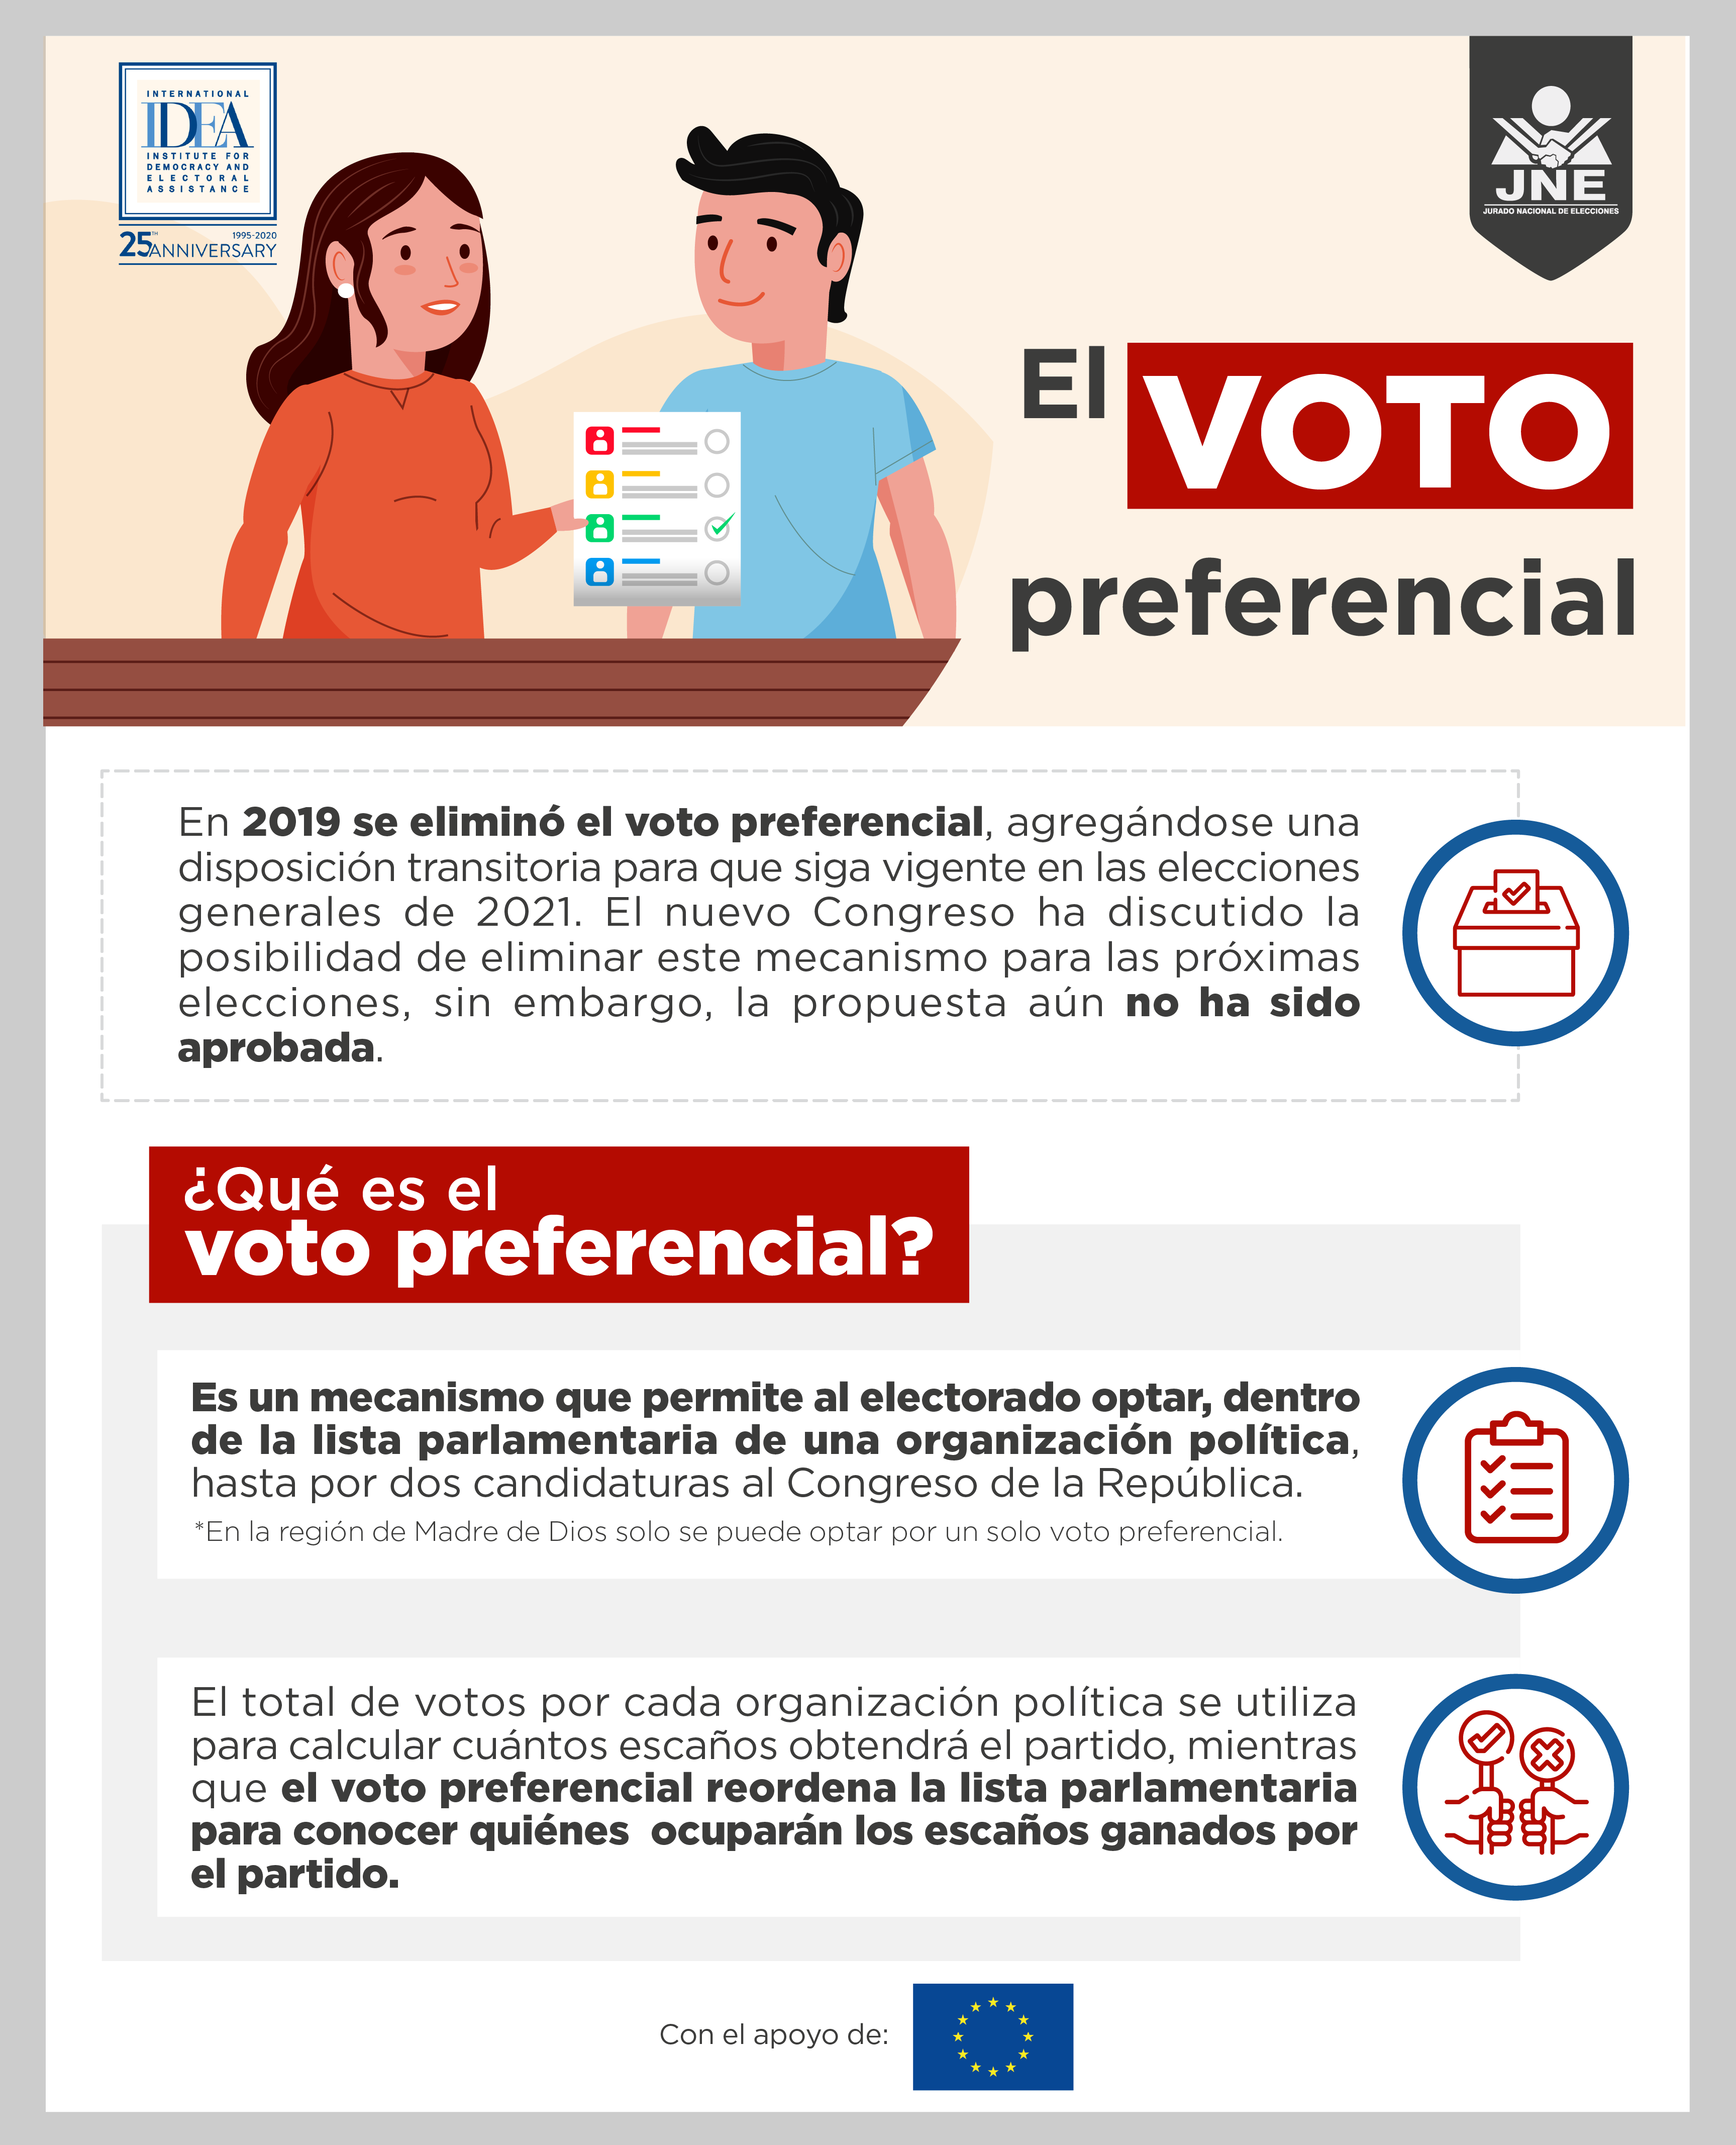 INTERNATIONAL
IDEA
INSTITUTE FOR
DEMOCRACY AND
ELECTORAL
ASSISTANCE
25TH ANNIVERSARY
1995-2020
JNE
JURADO NACIONAL DE ELECCIONES
El VOTO
preferencial
En 2019 se eliminó el voto preferencial, agregándose una
disposición transitoria para que siga vigente en las elecciones
generales de 2021. El nuevo Congreso ha discutido la
posibilidad de eliminar este mecanismo para las próximas
elecciones, sin embargo, la propuesta aún no ha sido
aprobada.
¿Qué es el
voto preferencial?
Es un mecanismo que permite al electorado optar, dentro
de la lista parlamentaria de una organización política,
hasta por dos candidaturas al Congreso de la República.
*En la región de Madre de Dios solo se puede optar por un solo voto preferencial.
El total de votos por cada organización política se utiliza
para calcular cuántos escaños obtendrá el partido, mientras
que el voto preferencial reordena la lista parlamentaria
para conocer quiénes ocuparán los escaños ganados por
el partido.
Con el apoyo de: